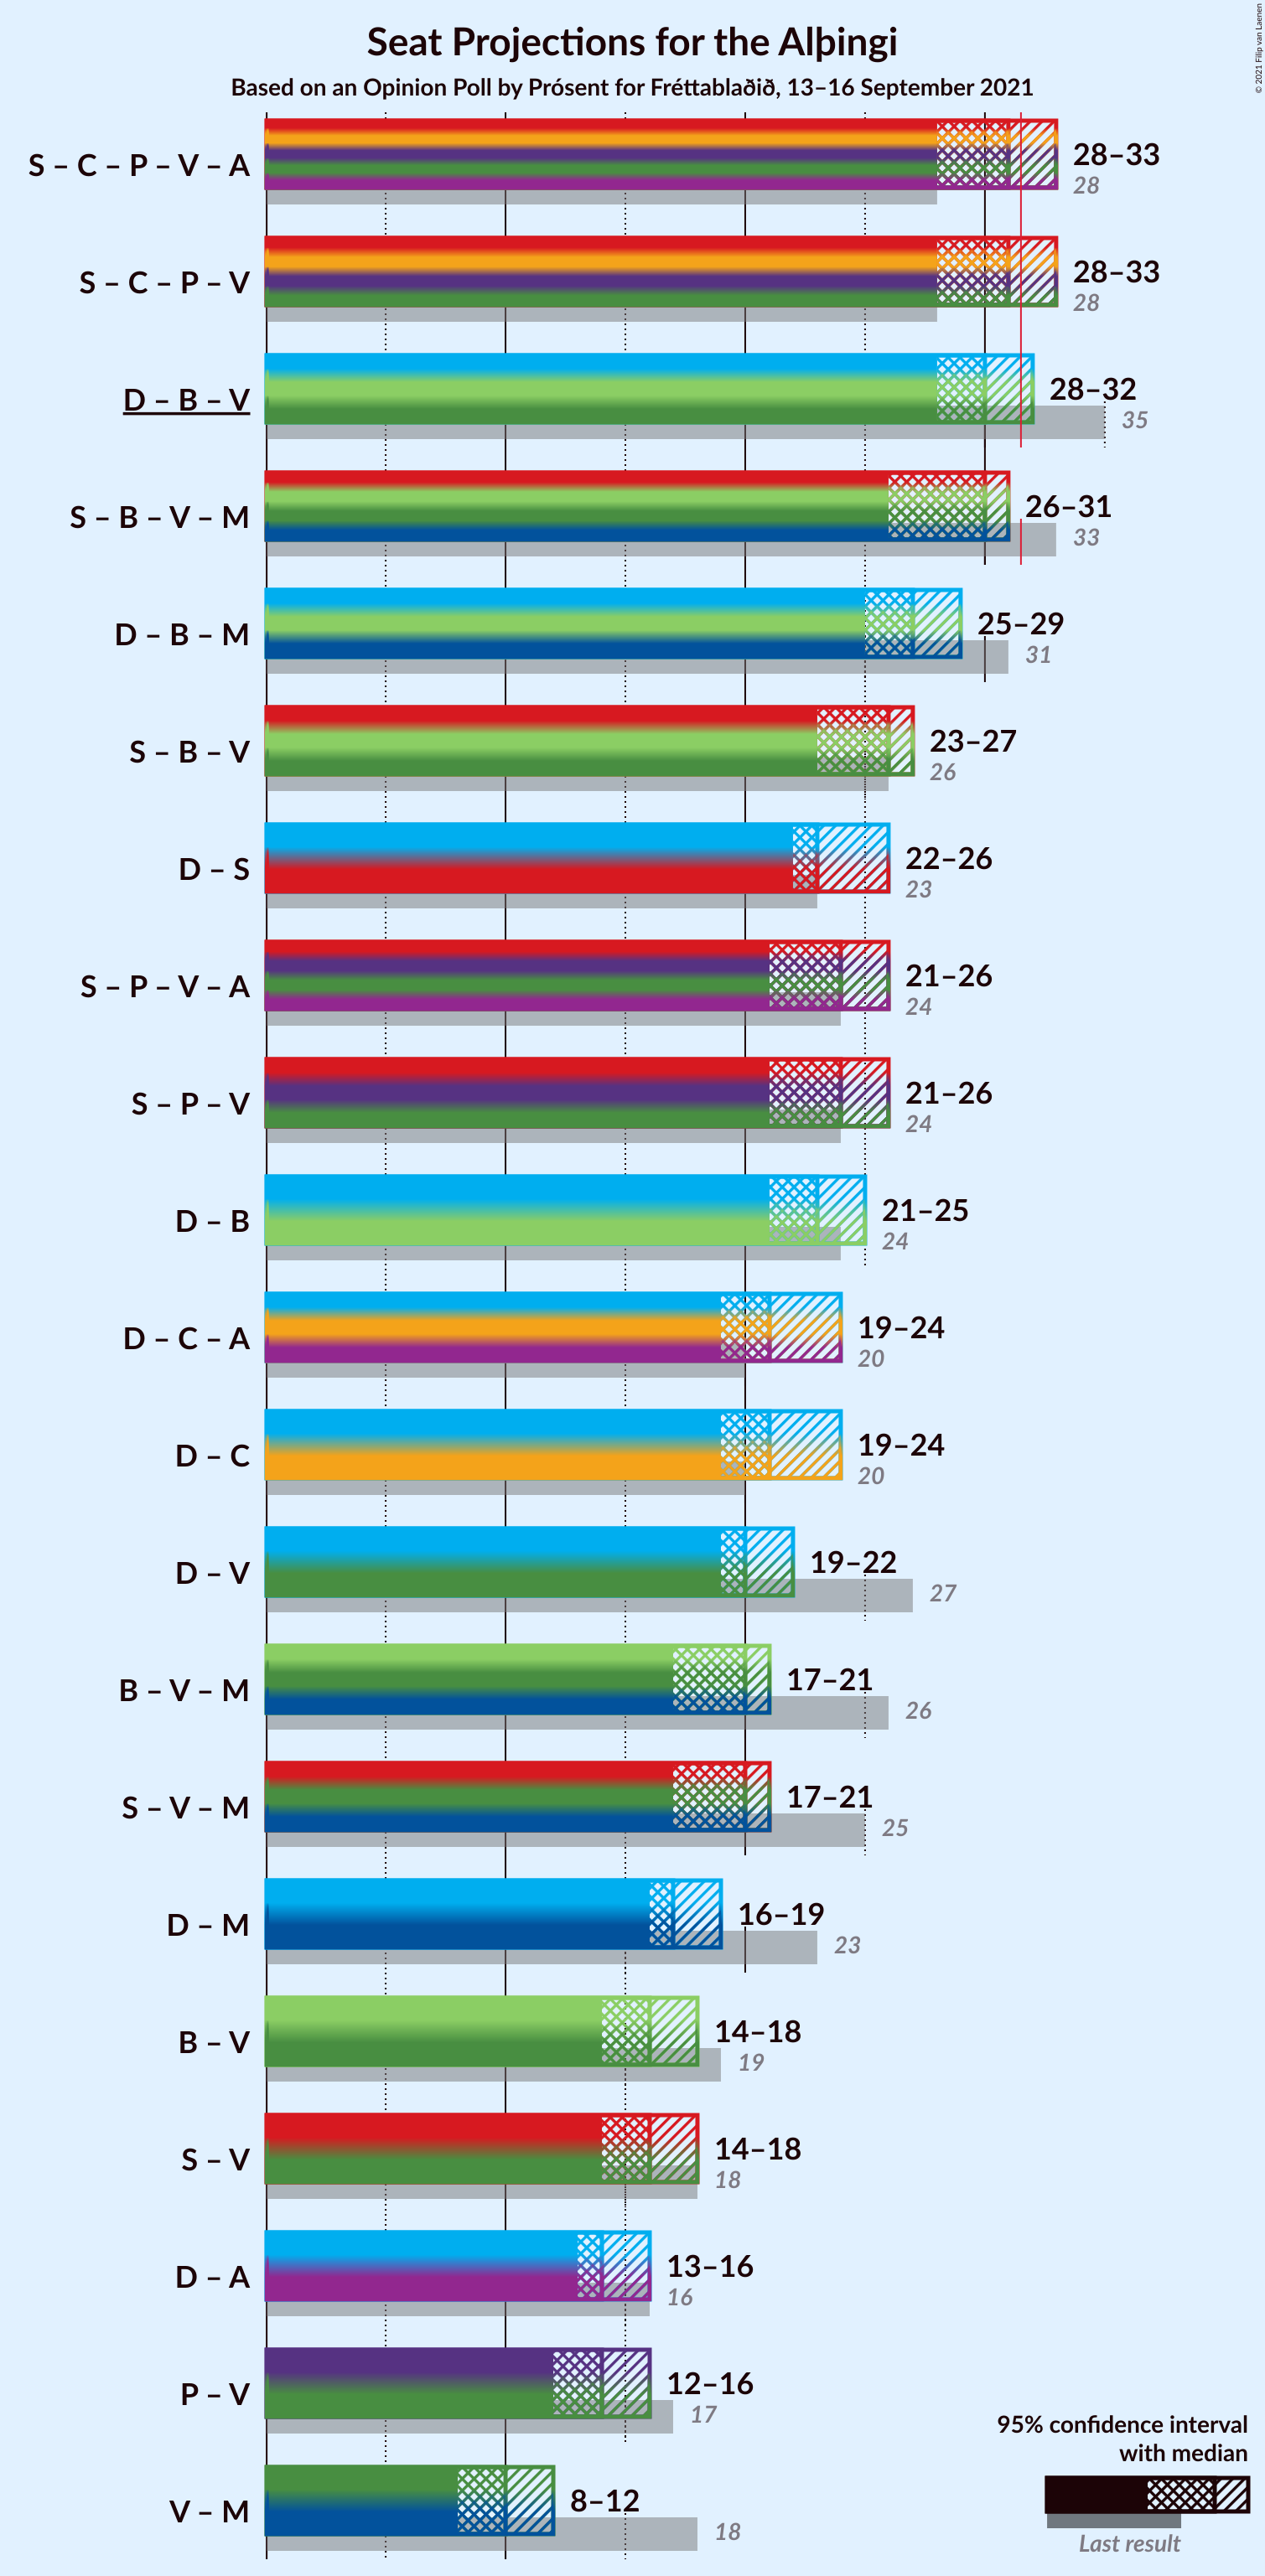 Seat Projections for the Alþingi
Based on an Opinion Poll by Prósent for Fréttablaðið, 13–16 September 2021
© 2021 Filip van Laenen
S – C – P – V – A
28–33
28
S – C – P – V
28–33
28
D – B – V
28–32
35
S – B – V – M
26–31
33
D – B – M
25–29
31
S – B – V
23–27
26
D – S
22–26
23
S – P – V – A
21–26
24
S – P – V
21–26
24
D – B
21–25
24
D – C – A
19–24
20
D – C
19–24
20
D – V
19–22
27
B – V – M
17–21
26
S – V – M
17–21
25
D – M
16–19
23
B – V
14–18
19
S – V
14–18
18
D – A
13–16
16
P – V
12–16
17
V – M
8–12
18
95% confidence interval
with median
Last result